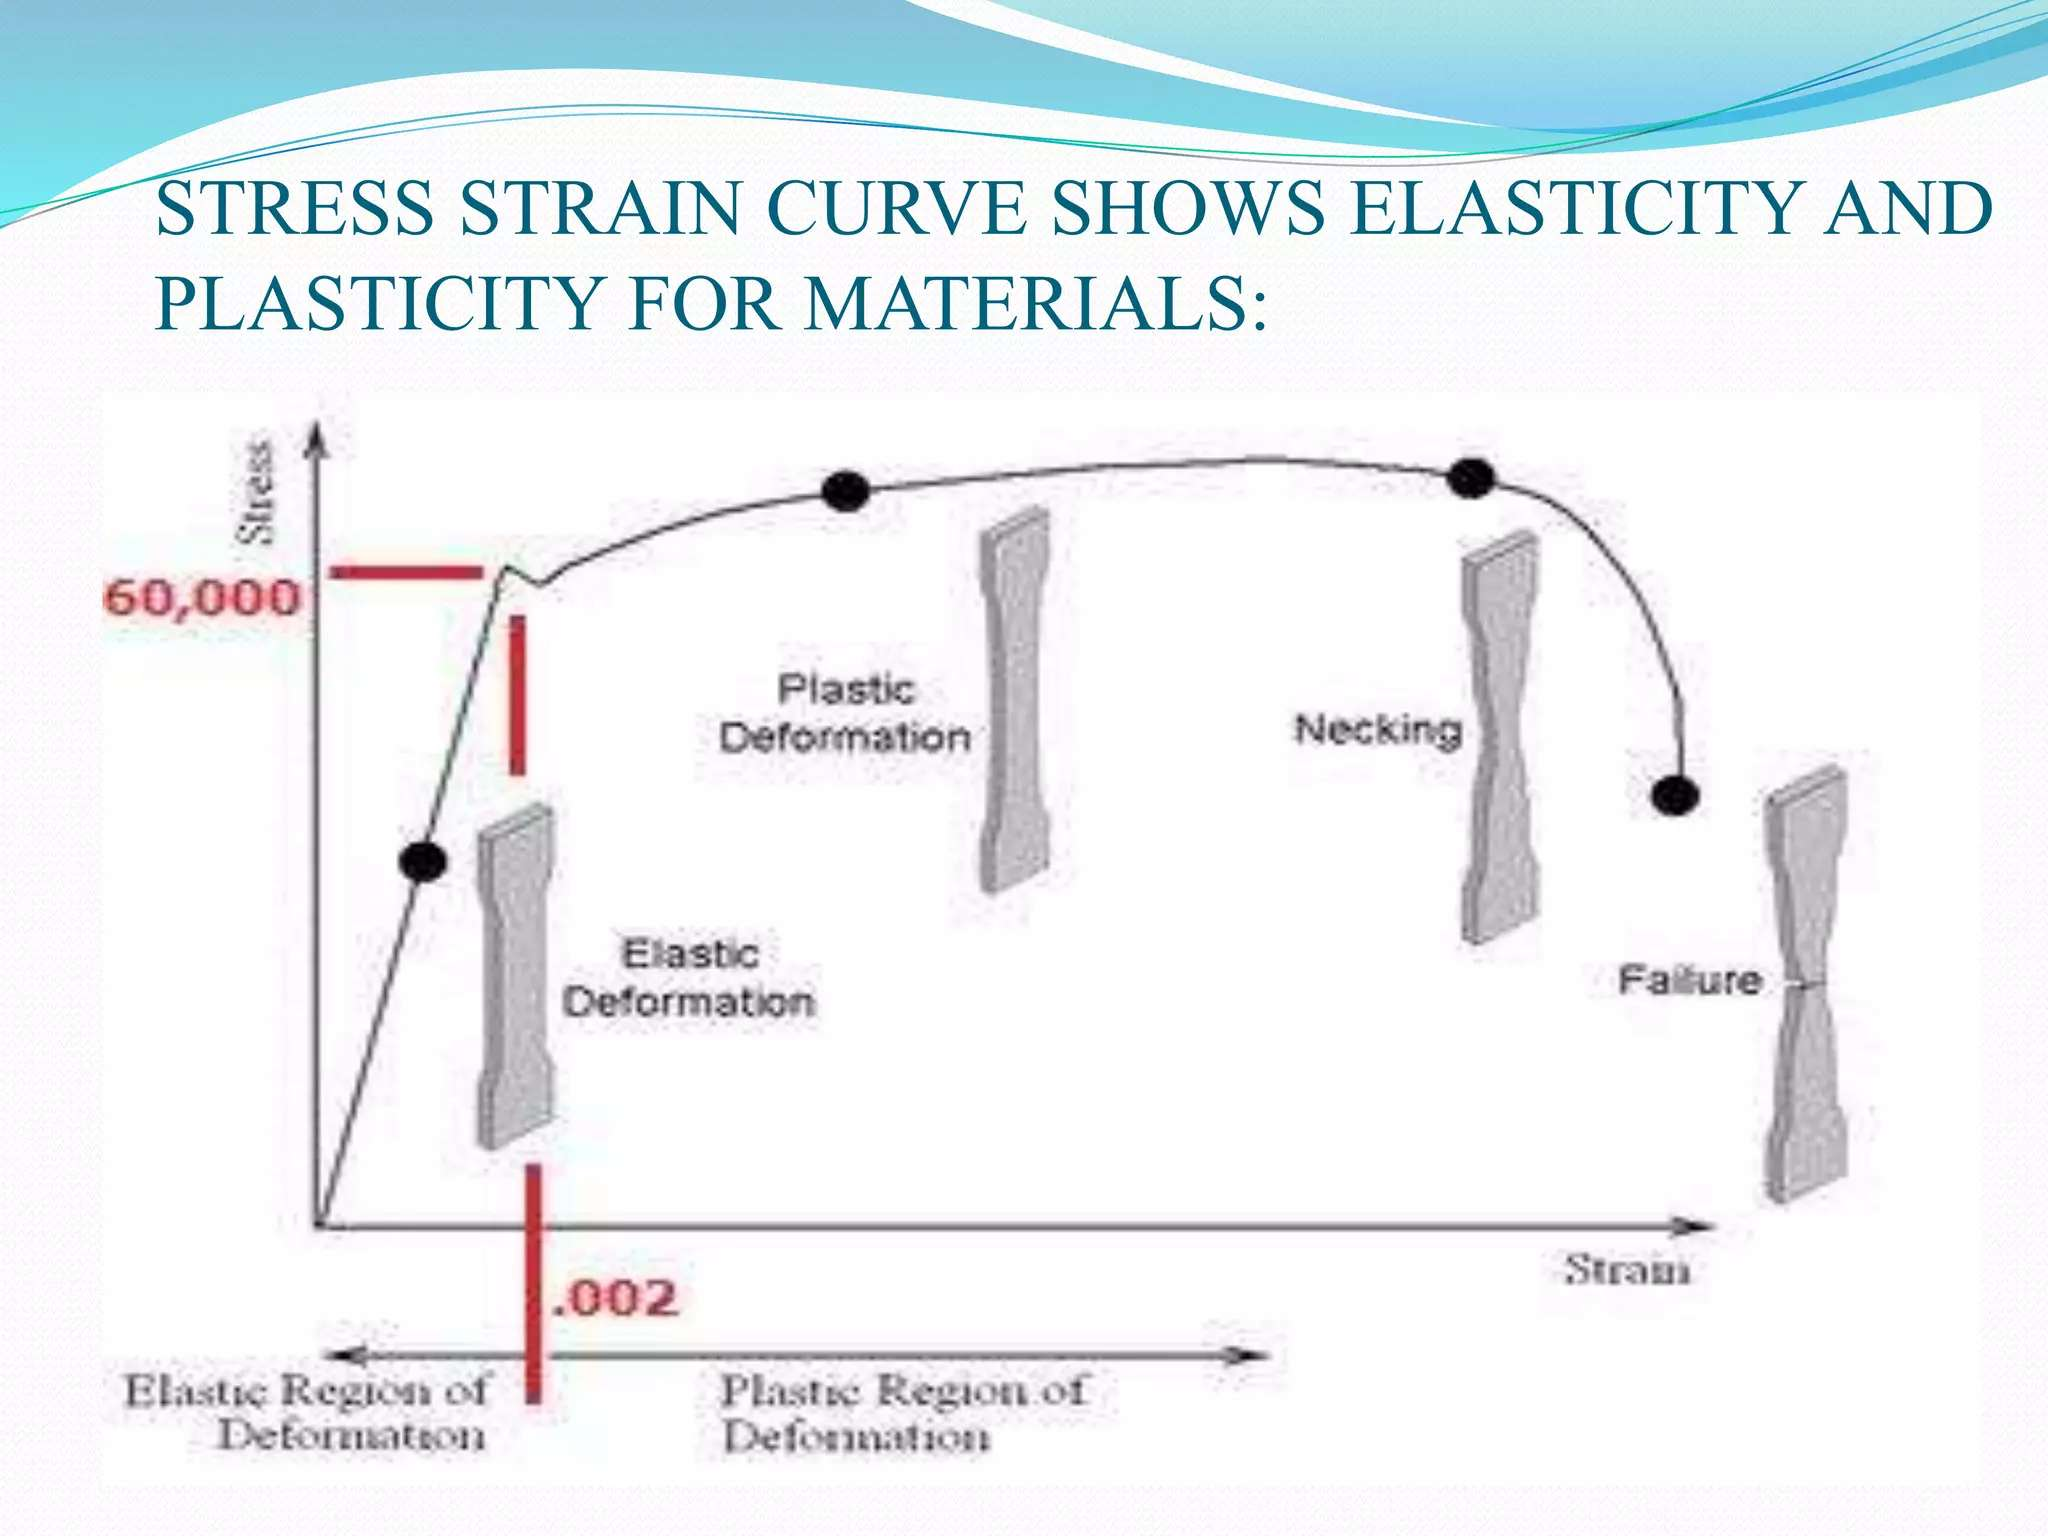 STRESS STRAIN CURVE SHOWS ELASTICITY AND
PLASTICITY FOR MATERIALS:
Stress
60,000
Plastic
Deformation
Necking
Elastic
Deformation
Failure
Strain
.002
Elastic Region of
Deformation
Plastic Region of
Deformation